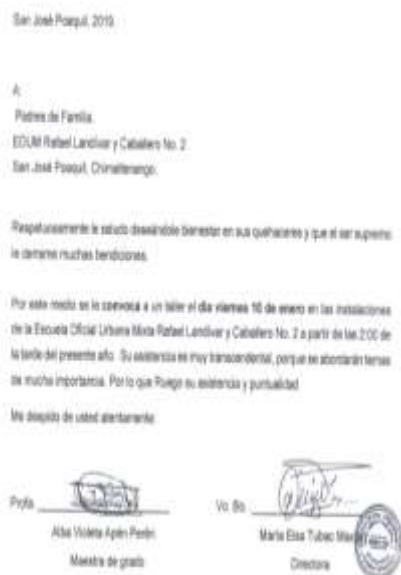 San José Poaquil, 2019.
A:
Padres de Familia.
EOUM Rafael Landívar y Caballero No. 2
San José Poaquil, Chimaltenango.
Respetuosamente le saludo deseándole bienestar en sus quehaceres y que el ser supremo
le derrame muchas bendiciones.
Por este medio se le convoca a un taller el día viernes 10 de enero en las instalaciones
de la Escuela Oficial Urbana Mixta Rafael Landívar y Caballero No. 2 a partir de las 2:00 de
la tarde del presente año. Su asistencia es muy transcendental, porque se abordarán temas
de mucha importancia. Por lo que Ruego su asistencia y puntualidad
Me despido de usted atentamente
Profa.
Vo. Bo.
Alba Violeta Apén
María Elsa Tubac
Maestra de grado
Directora